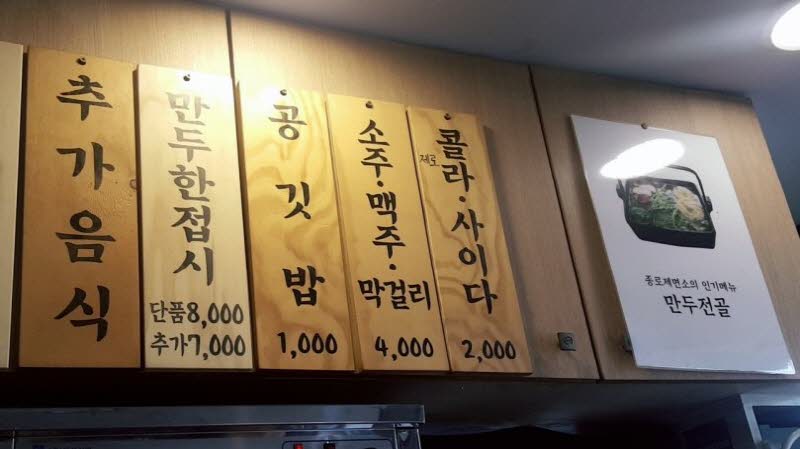 추가음식
만두한접시
단품 8,000
추가 7,000
공깃밥
1,000
소주·맥주·막걸리
4,000
제로
콜라·사이다
2,000
종로제면소의 인기메뉴
만두전골